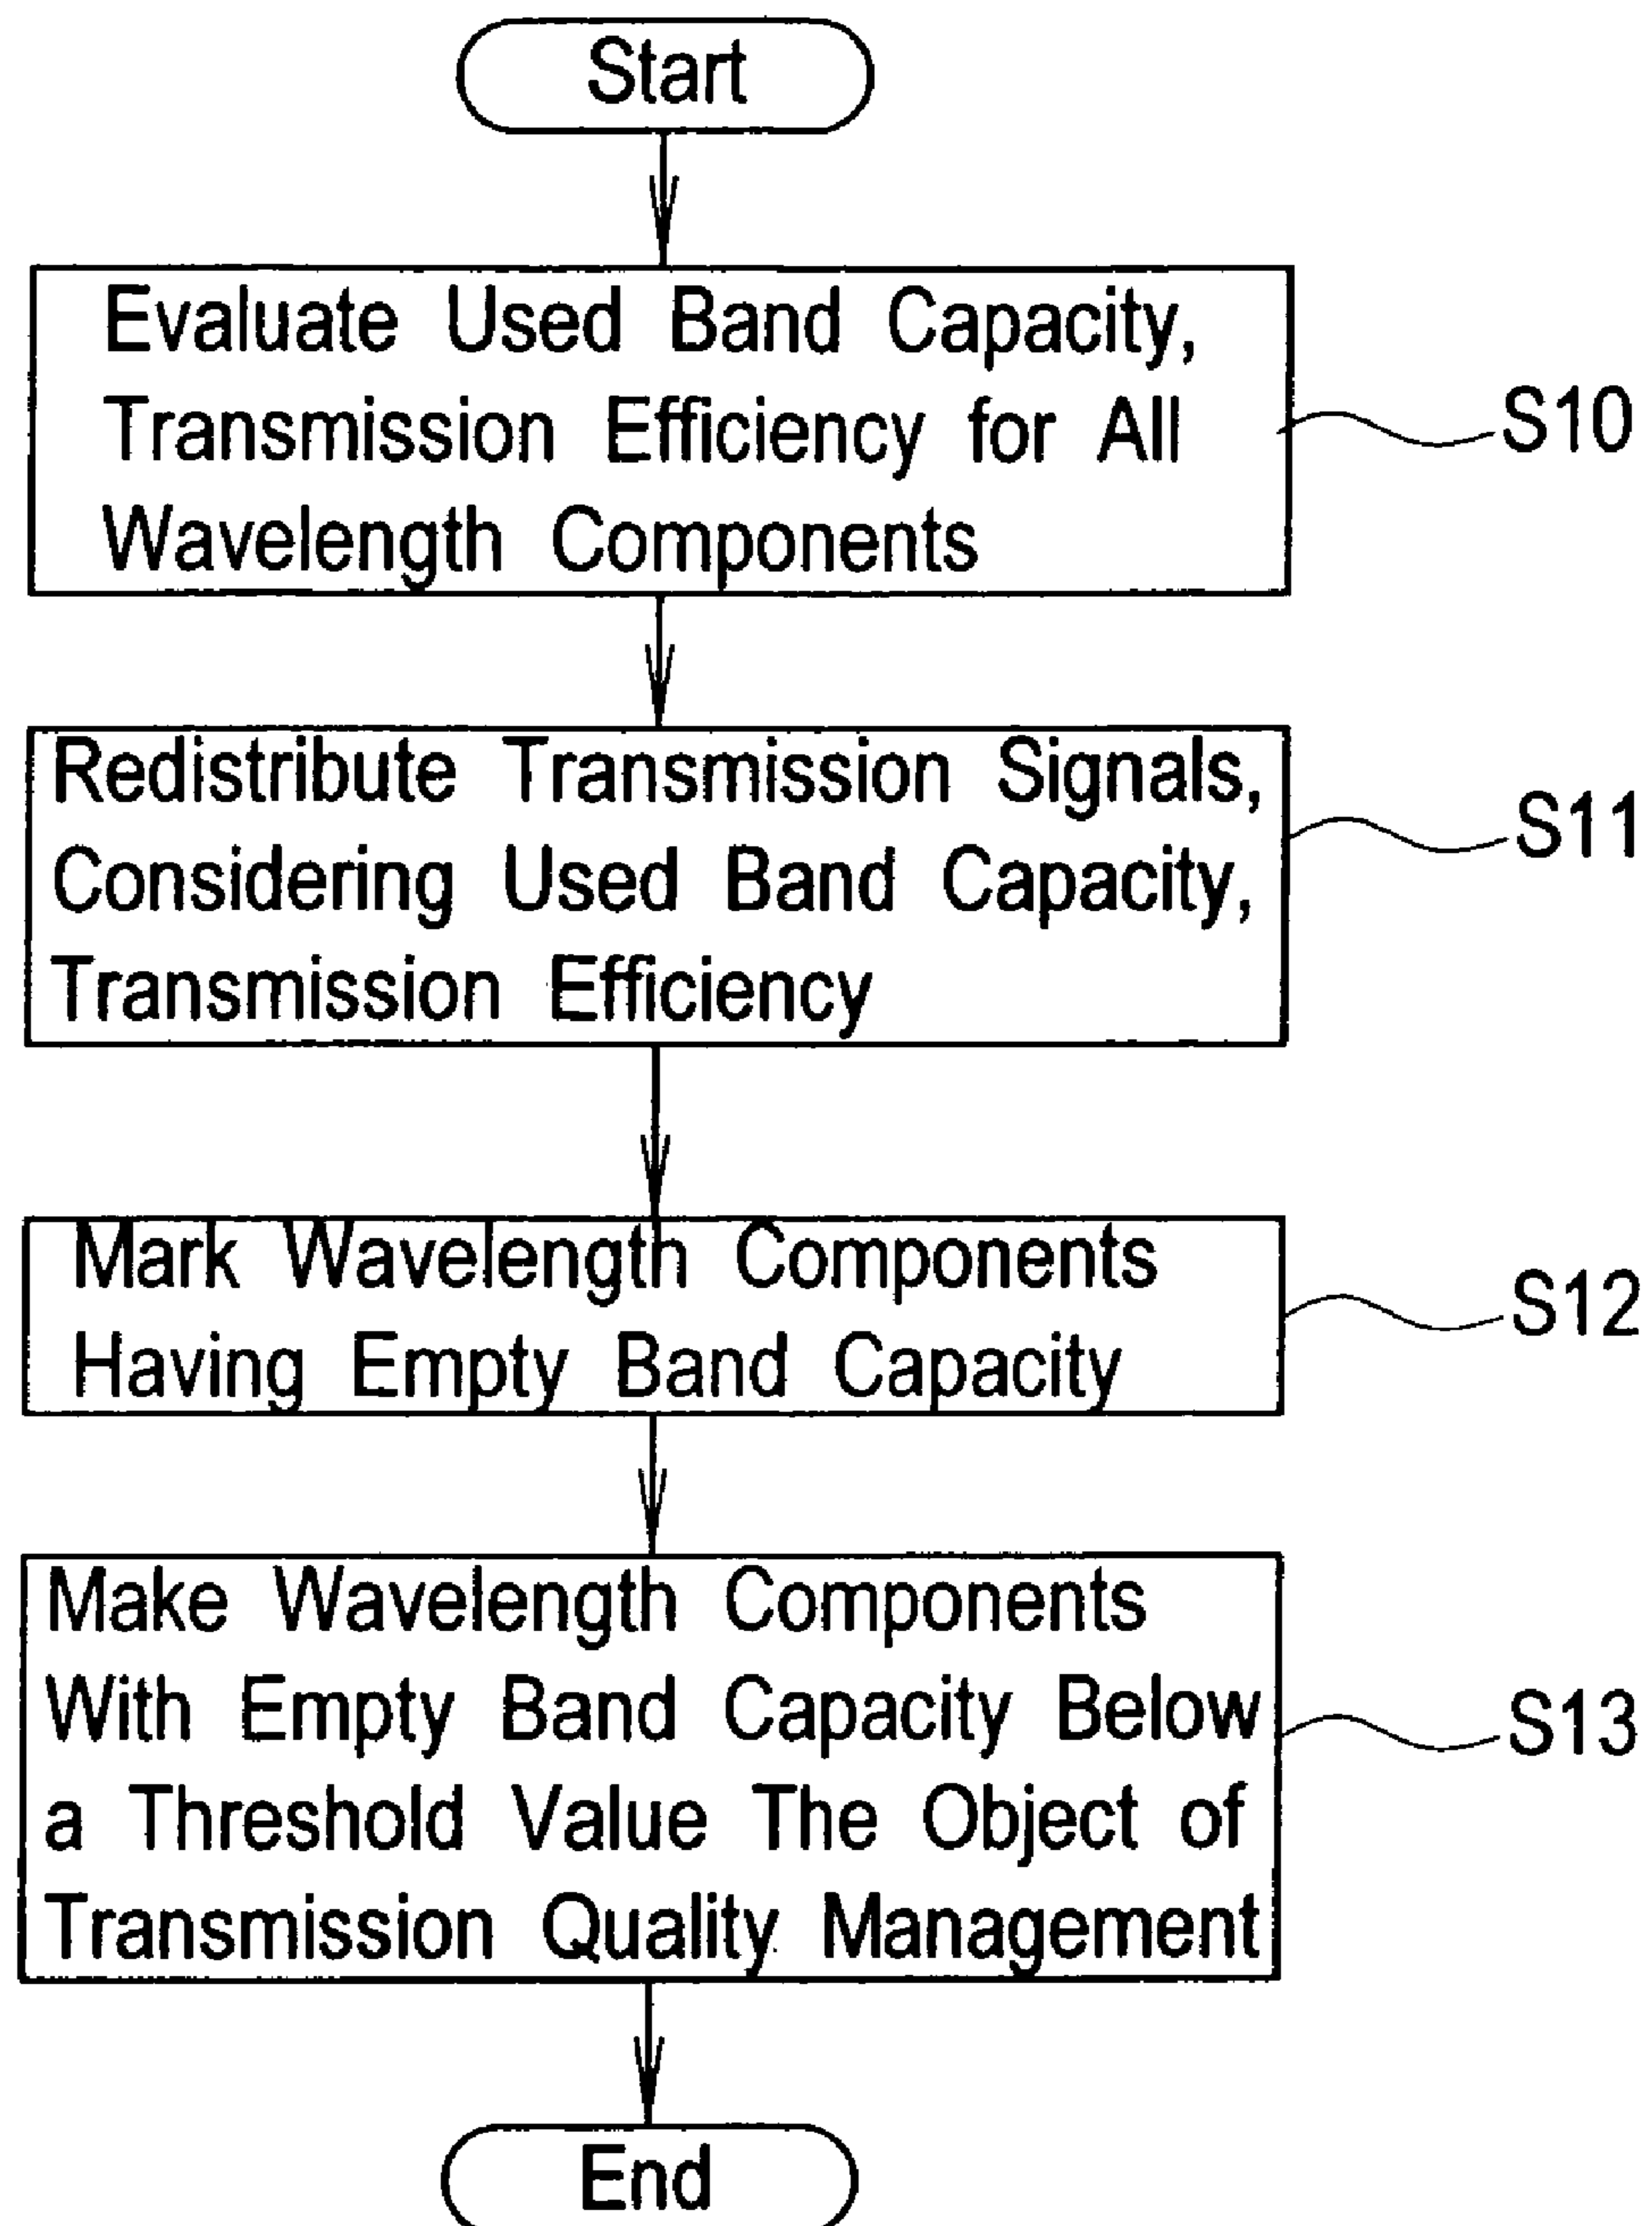 Start
Evaluate Used Band Capacity,
Transmission Efficiency for All
Wavelength Components
S10
Redistribute Transmission Signals,
Considering Used Band Capacity,
Transmission Efficiency
S11
Mark Wavelength Components
Having Empty Band Capacity
S12
Make Wavelength Components
With Empty Band Capacity Below
a Threshold Value The Object of
Transmission Quality Management
S13
End